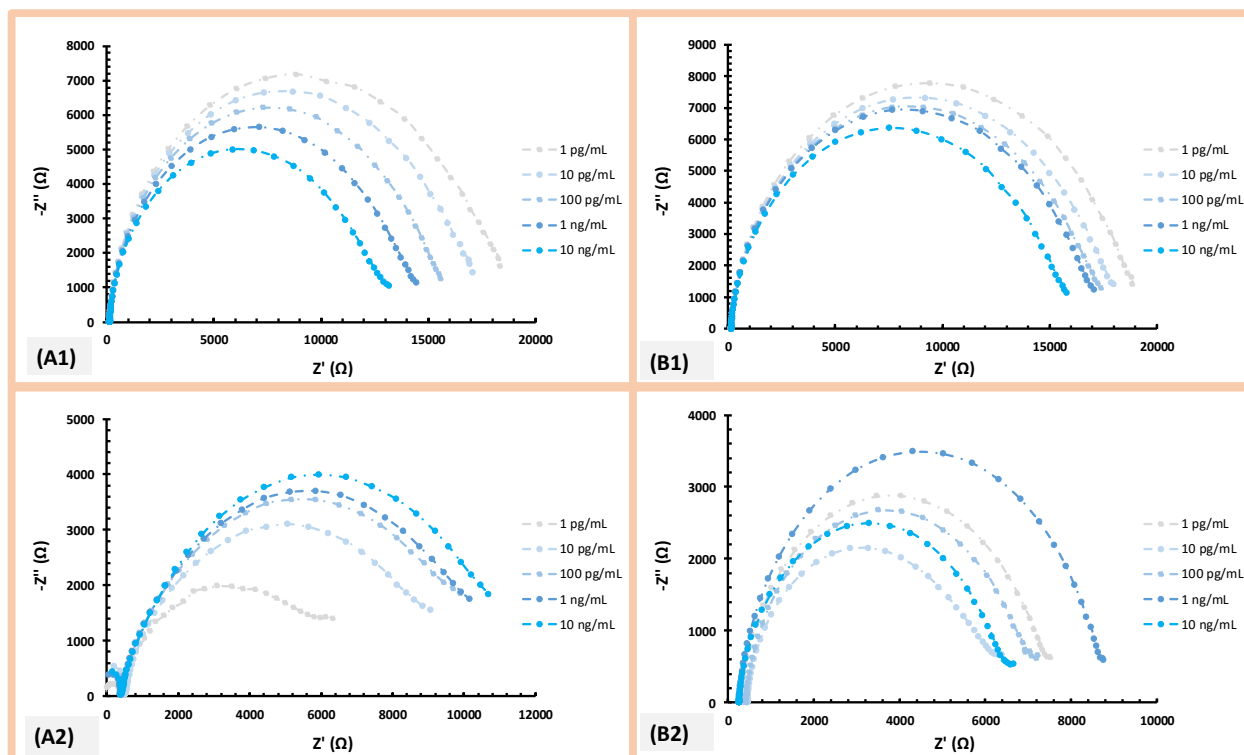 8000
7000
6000
5000
4000
3000
2000
1000
0
-Z'' (Ω)
0 5000 10000 15000 20000
Z' (Ω)
1 pg/mL
10 pg/mL
100 pg/mL
1 ng/mL
10 ng/mL
(A1)
9000
8000
7000
6000
5000
4000
3000
2000
1000
0
-Z'' (Ω)
0 5000 10000 15000 20000
Z' (Ω)
1 pg/mL
10 pg/mL
100 pg/mL
1 ng/mL
10 ng/mL
(B1)
5000
4000
3000
2000
1000
0
-Z'' (Ω)
0 2000 4000 6000 8000 10000 12000
Z' (Ω)
1 pg/mL
10 pg/mL
100 pg/mL
1 ng/mL
10 ng/mL
(A2)
4000
3000
2000
1000
0
-Z'' (Ω)
0 2000 4000 6000 8000 10000
Z' (Ω)
1 pg/mL
10 pg/mL
100 pg/mL
1 ng/mL
10 ng/mL
(B2)